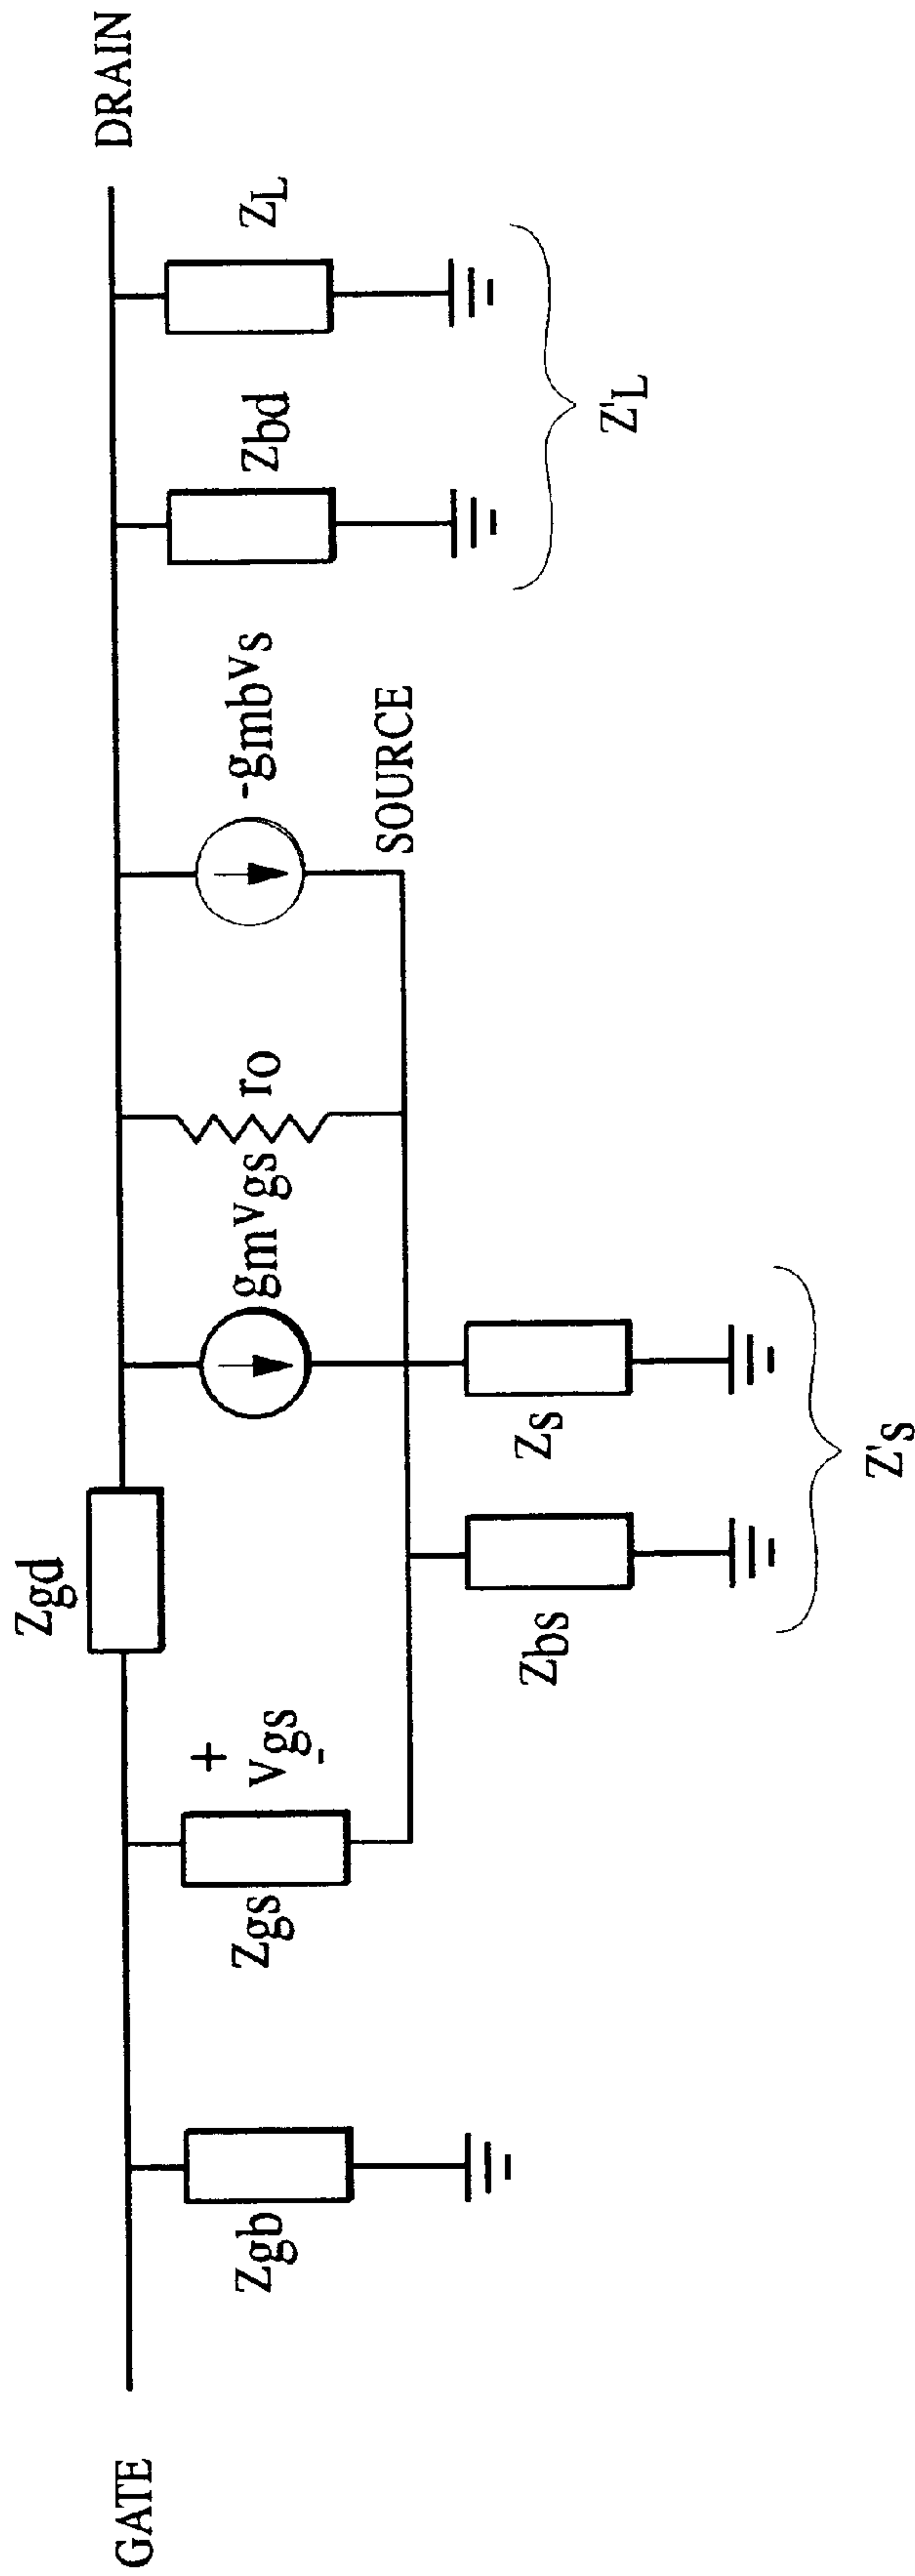 GATE
Zgb
Zgs
+
Vgs
-
Zgd
gmvgs
ro
-gmbvs
SOURCE
Zbs
Zs
Z's
Zbd
ZL
Z'L
DRAIN